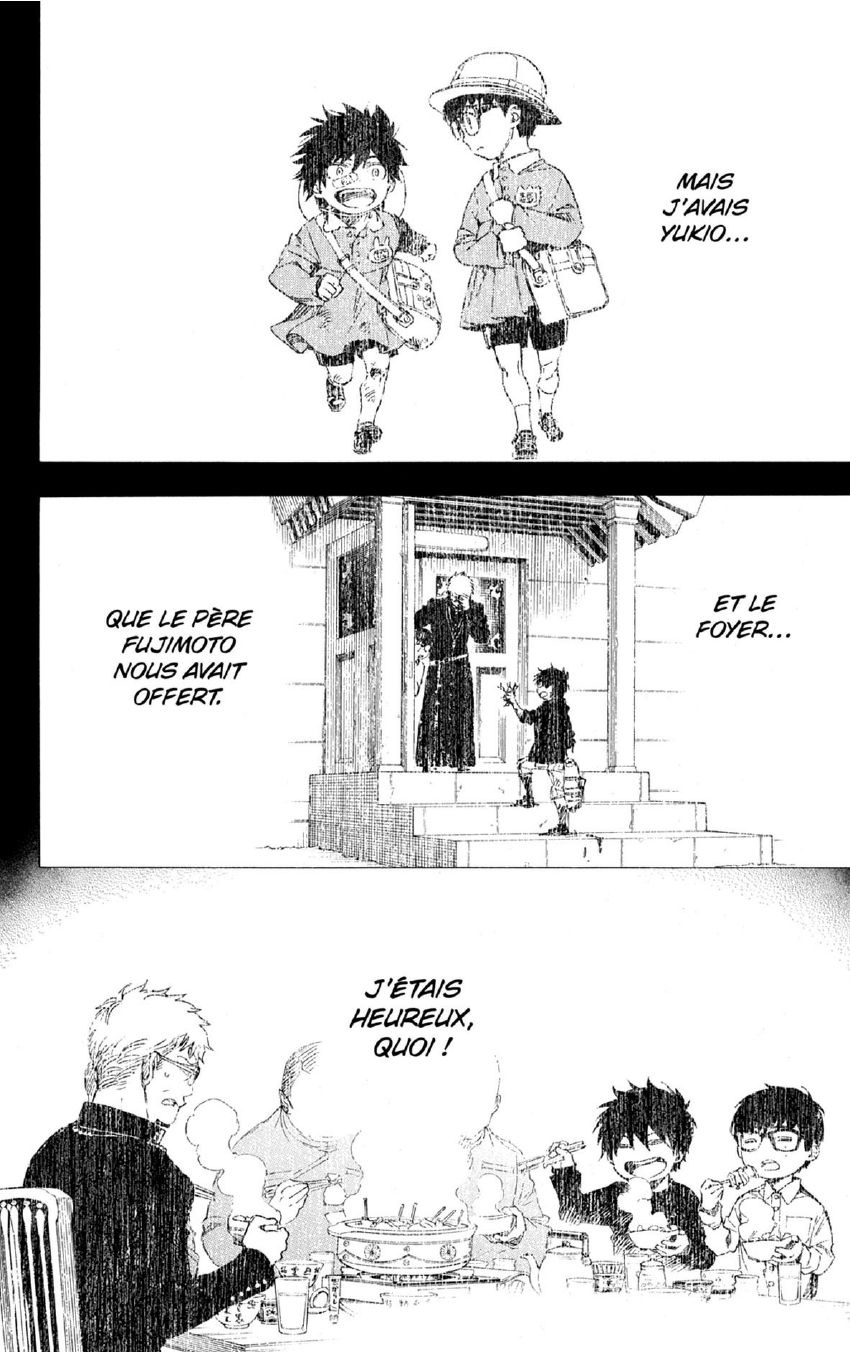 MAIS
J'AVAIS
YUKIO...
ET LE
FOYER...
QUE LE PÈRE
FUJIMOTO
NOUS AVAIT
OFFERT.
J'ÉTAIS
HEUREUX,
QUOI !